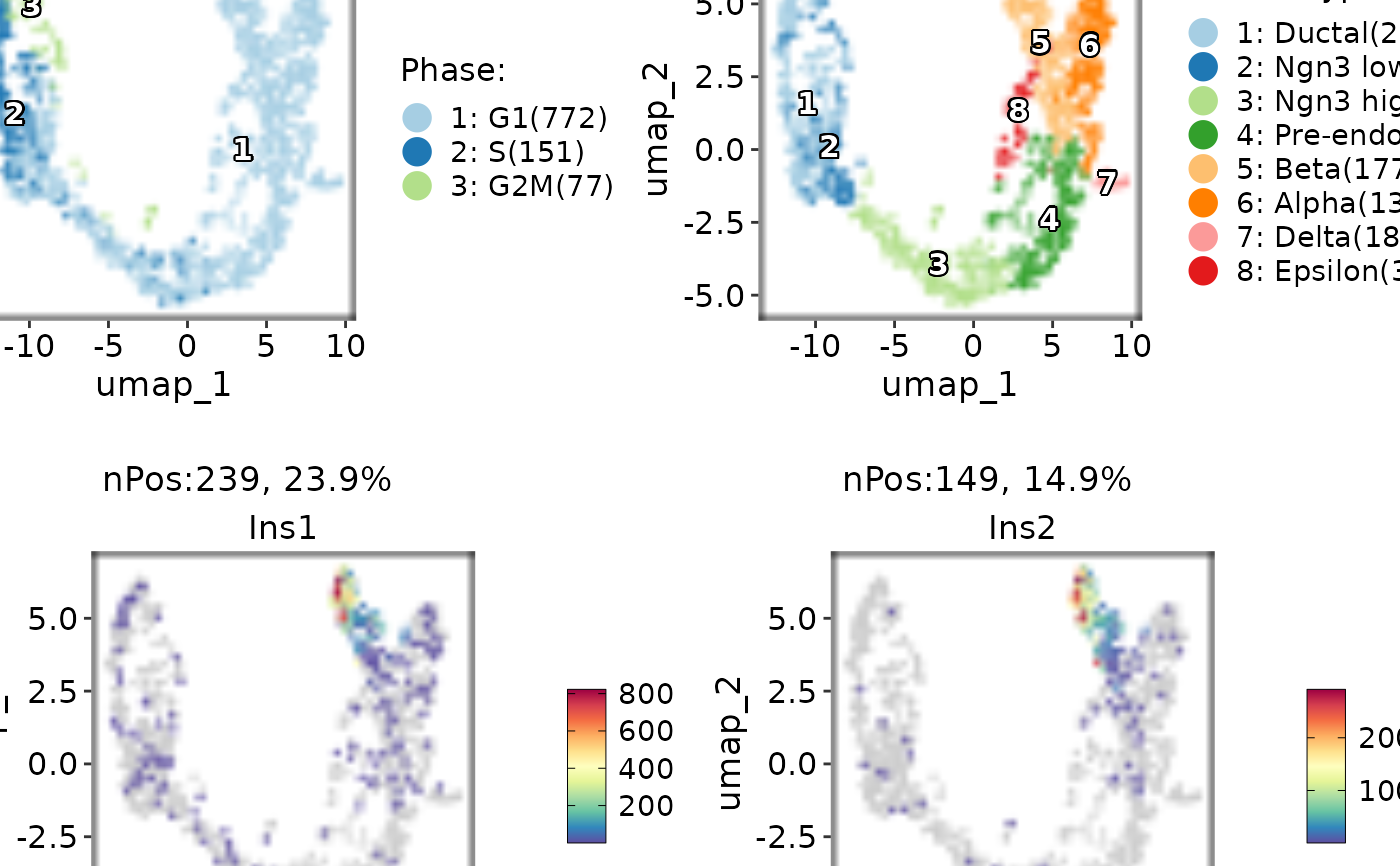 3
2
1
Phase:
1: G1(772)
2: S(151)
3: G2M(77)
-10 -5 0 5 10
umap_1
5.0
2.5
0.0
-2.5
-5.0
umap_2
5
6
1
8
2
7
4
3
-10 -5 0 5 10
umap_1
1: Ductal(2
2: Ngn3 low
3: Ngn3 hig
4: Pre-endo
5: Beta(177
6: Alpha(13
7: Delta(18
8: Epsilon(3
nPos:239, 23.9%
Ins1
5.0
2.5
0.0
-2.5
800
600
400
200
nPos:149, 14.9%
Ins2
umap_2
5.0
2.5
0.0
-2.5
200
100